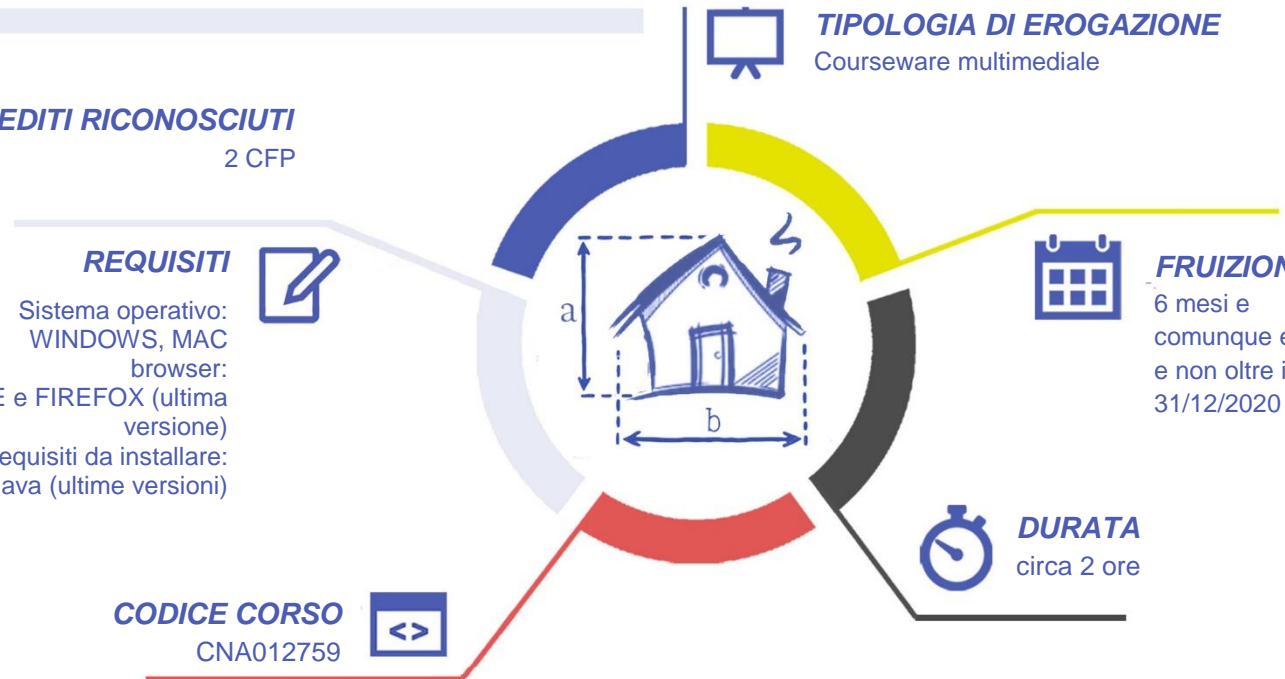 TIPOLOGIA DI EROGAZIONE
Courseware multimediale
EDITI RICONOSCIUTI
2 CFP
REQUISITI
Sistema operativo:
WINDOWS, MAC
browser:
E e FIREFOX (ultima
versione)
equisiti da installare:
ava (ultime versioni)
a
b
FRUIZION
6 mesi e
comunque e
e non oltre i
31/12/2020
DURATA
circa 2 ore
CODICE CORSO
<>
CNA012759